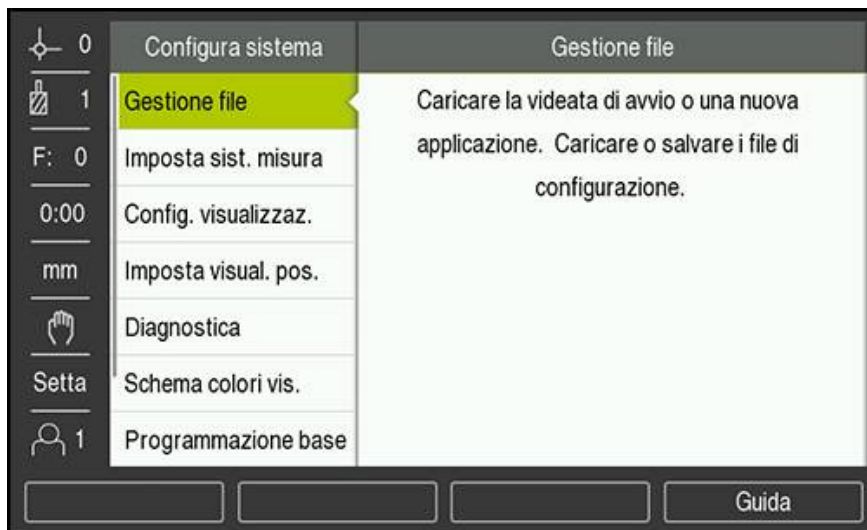 0
1
F: 0
0:00
mm
Setta
1
Configura sistema
Gestione file
Imposta sist. misura
Config. visualizzaz.
Imposta visual. pos.
Diagnostica
Schema colori vis.
Programmazione base
Gestione file
Caricare la videata di avvio o una nuova
applicazione. Caricare o salvare i file di
configurazione.
Guida